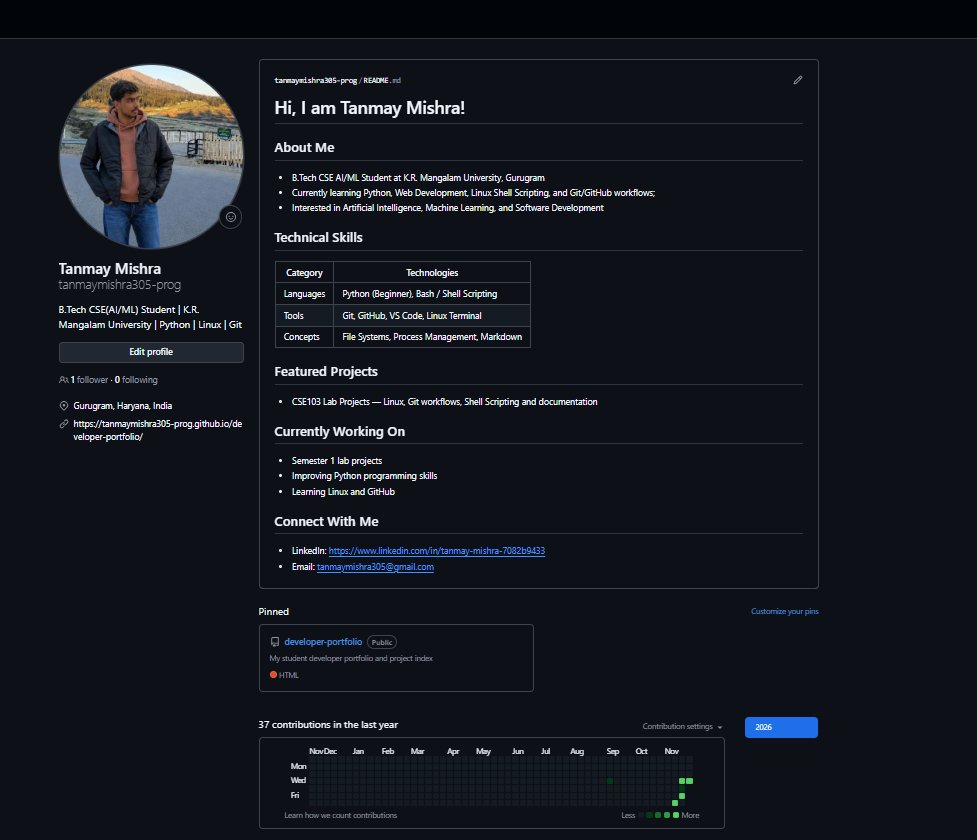 Tanmay Mishra
tanmaymishra305-prog
B.Tech CSE(AI/ML) Student | K.R.
Mangalam University | Python | Linux | Git
Edit profile
1 follower · 0 following
Gurugram, Haryana, India
https://tanmaymishra305-prog.github.io/de
veloper-portfolio/
tanmaymishra305-prog / README.md
Hi, I am Tanmay Mishra!
About Me
• B.Tech CSE AI/ML Student at K.R. Mangalam University, Gurugram
• Currently learning Python, Web Development, Linux Shell Scripting, and Git/GitHub workflows;
• Interested in Artificial Intelligence, Machine Learning, and Software Development
Technical Skills
Category Technologies
Languages Python (Beginner), Bash / Shell Scripting
Tools Git, GitHub, VS Code, Linux Terminal
Concepts File Systems, Process Management, Markdown
Featured Projects
• CSE103 Lab Projects — Linux, Git workflows, Shell Scripting and documentation
Currently Working On
• Semester 1 lab projects
• Improving Python programming skills
• Learning Linux and GitHub
Connect With Me
• LinkedIn: https://www.linkedin.com/in/tanmay-mishra-7082b9433
• Email: tanmaymishra305@gmail.com
Pinned Customize your pins
developer-portfolio Public
My student developer portfolio and project index
HTML
37 contributions in the last year Contribution settings 2026
Nov Dec Jan Feb Mar Apr May Jun Jul Aug Sep Oct Nov
Mon
Wed
Fri
Learn how we count contributions Less More